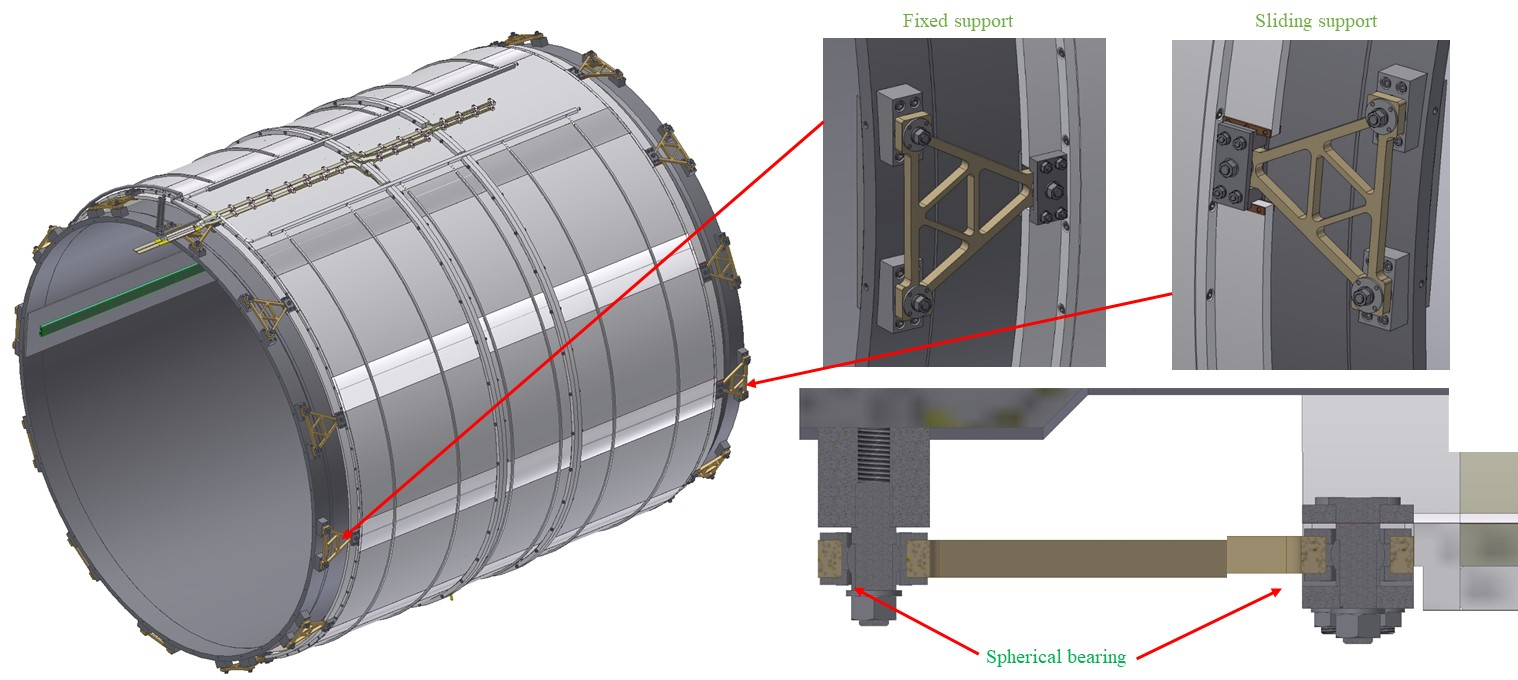 Fixed support
Sliding support
Spherical bearing